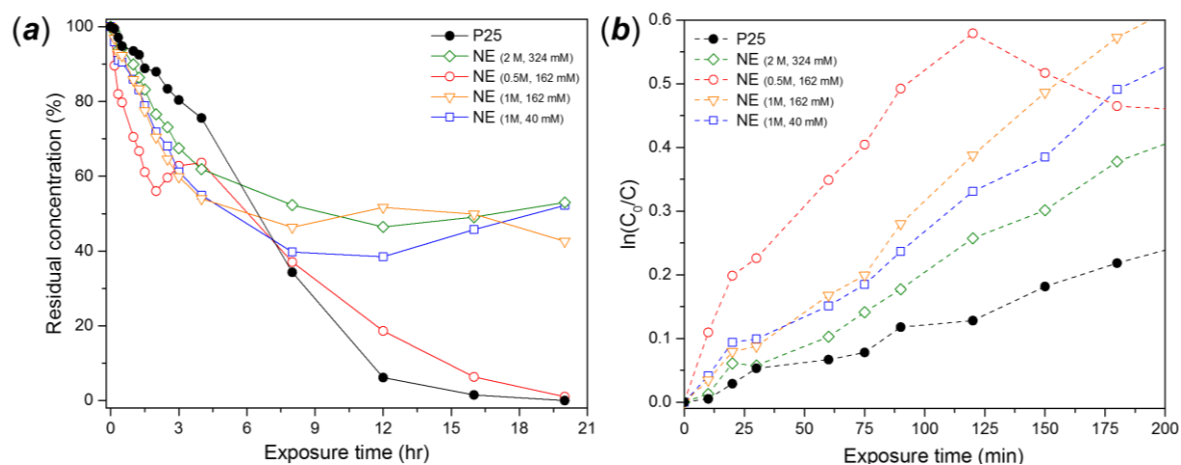 (a)
100
80
60
40
20
0
Residual concentration (%)
P25
NE (2 M, 324 mM)
NE (0.5M, 162 mM)
NE (1M, 162 mM)
NE (1M, 40 mM)
0 3 6 9 12 15 18 21
Exposure time (hr)
(b)
0.6
0.5
0.4
0.3
0.2
0.1
0.0
ln(C0/C)
P25
NE (2 M, 324 mM)
NE (0.5M, 162 mM)
NE (1M, 162 mM)
NE (1M, 40 mM)
0 25 50 75 100 125 150 175 200
Exposure time (min)